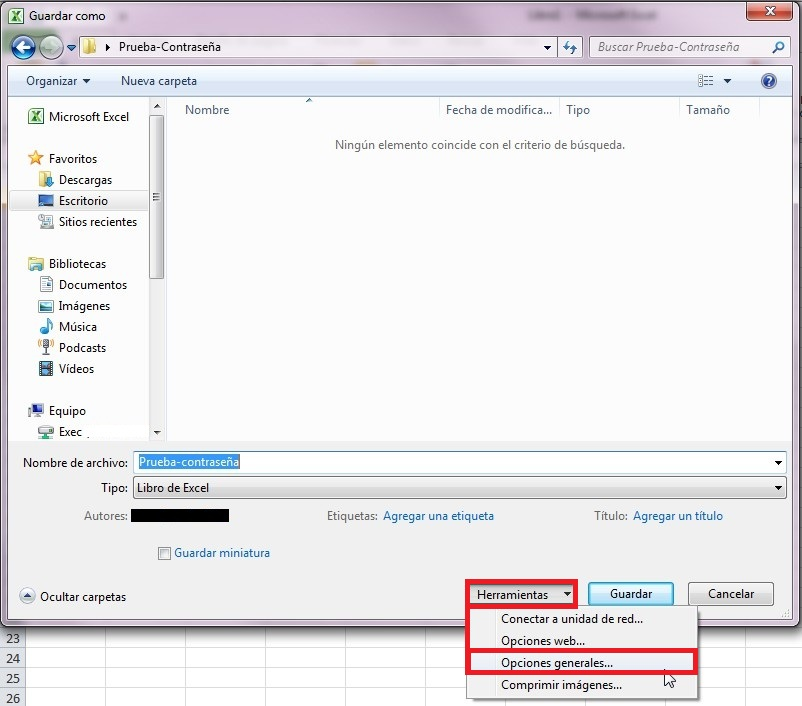 Guardar como
Prueba-Contraseña
Buscar Prueba-Contraseña
Organizar
Nueva carpeta
Microsoft Excel
Favoritos
Descargas
Escritorio
Sitios recientes
Bibliotecas
Documentos
Imágenes
Música
Podcasts
Vídeos
Equipo
Exec
Nombre
Fecha de modifica...
Tipo
Tamaño
Ningún elemento coincide con el criterio de búsqueda.
Nombre de archivo: Prueba-contraseña
Tipo: Libro de Excel
Autores:
Etiquetas: Agregar una etiqueta
Título: Agregar un título
Guardar miniatura
Ocultar carpetas
Herramientas
Guardar
Cancelar
Conectar a unidad de red...
Opciones web...
Opciones generales...
Comprimir imágenes...
23
24
25
26